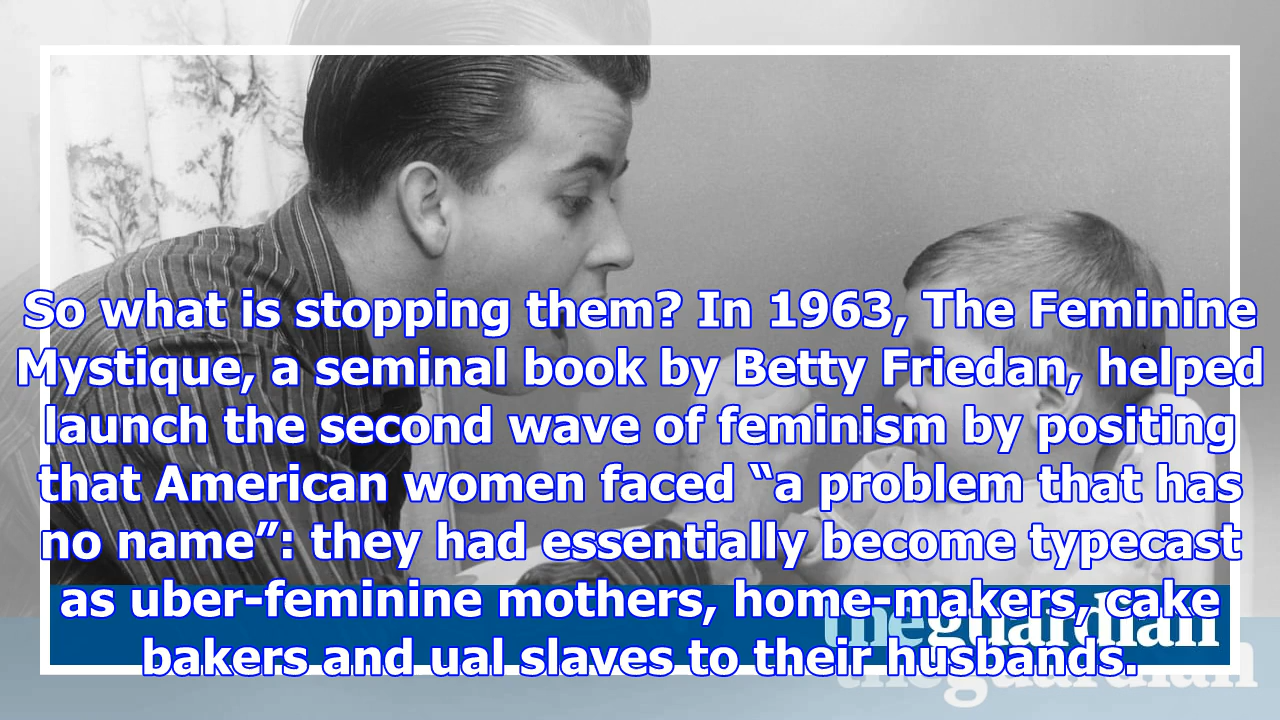 So what is stopping them? In 1963, The Feminine
Mystique, a seminal book by Betty Friedan, helped
launch the second wave of feminism by positing
that American women faced “a problem that has
no name”: they had essentially become typecast
as uber-feminine mothers, home-makers, cake
bakers and ual slaves to their husbands.
theguardian
theguardian